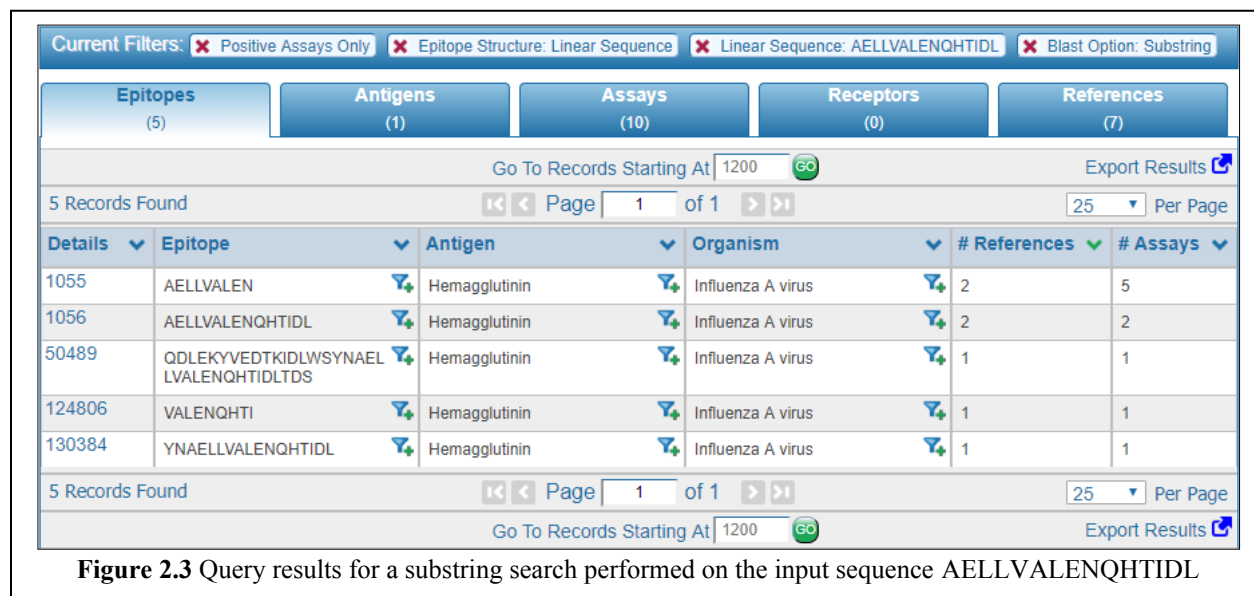 Current Filters: Positive Assays Only Epitope Structure: Linear Sequence Linear Sequence: AELLVALENQHTIDL Blast Option: Substring
Epitopes Antigens Assays Receptors References
(5) (1) (10) (0) (7)
Go To Records Starting At 1200 GO Export Results
5 Records Found Page 1 of 1 25 Per Page
Details Epitope Antigen Organism # References # Assays
1055 AELLVALEN Hemagglutinin Influenza A virus 2 5
1056 AELLVALENQHTIDL Hemagglutinin Influenza A virus 2 2
50489 QDLEKYVEDTKIDLWSYNAEL Hemagglutinin Influenza A virus 1 1
LVALENQHTIDLTDS
124806 VALENQHTI Hemagglutinin Influenza A virus 1 1
130384 YNAELLVALENQHTIDL Hemagglutinin Influenza A virus 1 1
5 Records Found Page 1 of 1 25 Per Page
Go To Records Starting At 1200 GO Export Results
Figure 2.3 Query results for a substring search performed on the input sequence AELLVALENQHTIDL